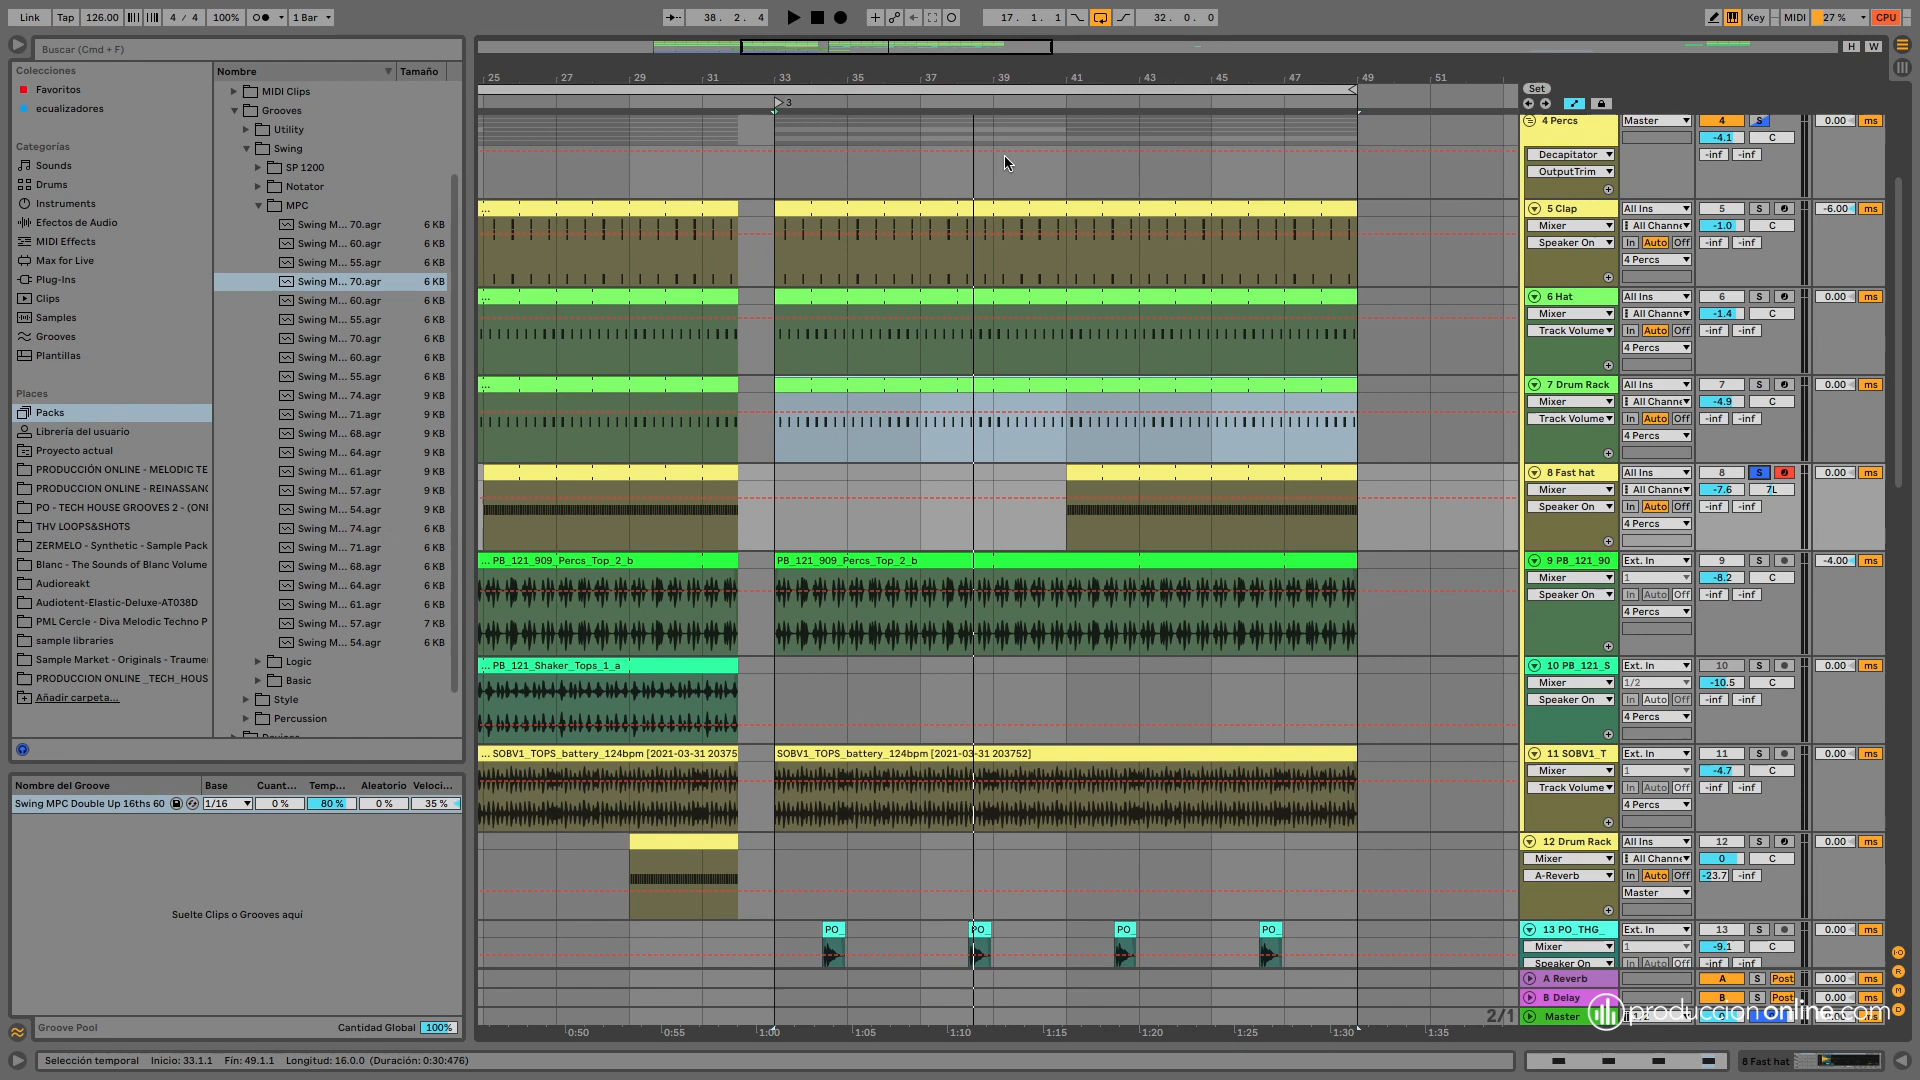 Link Tap 126.00 4 / 4 100% 1 Bar 38. 2. 4 17. 1. 1 32. 0. 0 Key MIDI 27 % CPU
Buscar (Cmd + F)
H W
Colecciones
Favoritos
ecualizadores
Categorías
Sounds
Drums
Instruments
Efectos de Audio
MIDI Effects
Max for Live
Plug-Ins
Clips
Samples
Grooves
Plantillas
Places
Packs
Librería del usuario
Proyecto actual
PRODUCCIÓN ONLINE - MELODIC TE
PRODUCCION ONLINE - REINASSANC
PO - TECH HOUSE GROOVES 2 - (ONE
THV LOOPS&SHOTS
ZERMELO - Synthetic - Sample Pack
Blanc - The Sounds of Blanc Volume
Audioreakt
Audiotent-Elastic-Deluxe-AT038D
PML Cercle - Diva Melodic Techno P
sample libraries
Sample Market - Originals - Traumer
PRODUCCION ONLINE _TECH_HOUS
Añadir carpeta...
Nombre Tamaño
MIDI Clips
Grooves
Utility
Swing
SP 1200
Notator
MPC
Swing M... 70.agr 6 KB
Swing M... 60.agr 6 KB
Swing M... 55.agr 6 KB
Swing M... 70.agr 6 KB
Swing M... 60.agr 6 KB
Swing M... 55.agr 6 KB
Swing M... 70.agr 6 KB
Swing M... 60.agr 6 KB
Swing M... 55.agr 6 KB
Swing M... 74.agr 9 KB
Swing M... 71.agr 9 KB
Swing M... 68.agr 9 KB
Swing M... 64.agr 9 KB
Swing M... 61.agr 9 KB
Swing M... 57.agr 9 KB
Swing M... 54.agr 9 KB
Swing M... 74.agr 9 KB
Swing M... 71.agr 9 KB
Swing M... 68.agr 9 KB
Swing M... 64.agr 9 KB
Swing M... 61.agr 9 KB
Swing M... 57.agr 7 KB
Swing M... 54.agr 6 KB
Logic
Basic
Style
Percussion
Nombre del Groove Base Cuant... Temp... Aleatorio Veloci...
Swing MPC Double Up 16ths 60 1/16 0 % 80 % 0 % 35 %
Suelte Clips o Grooves aquí
Groove Pool Cantidad Global 100%
25 27 29 31 33 35 37 39 41 43 45 47 49 51
3
... PB_121_909_Percs_Top_2_b PB_121_909_Percs_Top_2_b
... PB_121_Shaker_Tops_1_a
... SOBV1_TOPS_battery_124bpm [2021-03-31 20375 SOBV1_TOPS_battery_124bpm [2021-03-31 203752]
PO_ PO_ PO_ PO_
0:50 0:55 1:00 1:05 1:10 1:15 1:20 1:25 1:30 1:35
2/1
Set
4 Percs Master 4 S 0.00 ms
-4.1 C
Decapitator -inf -inf
OutputTrim
5 Clap All Ins 5 S -6.00 ms
Mixer All Channe -1.0 C
Speaker On In Auto Off -inf -inf
4 Percs
6 Hat All Ins 6 S 0.00 ms
Mixer All Channe -1.4 C
Track Volume In Auto Off -inf -inf
4 Percs
7 Drum Rack All Ins 7 S 0.00 ms
Mixer All Channe -4.9 C
Track Volume In Auto Off -inf -inf
4 Percs
8 Fast hat All Ins 8 S 0.00 ms
Mixer All Channe -7.6 7L
Speaker On In Auto Off -inf -inf
4 Percs
9 PB_121_90 Ext. In 9 S -4.00 ms
Mixer 1 -8.2 C
Speaker On In Auto Off -inf -inf
4 Percs
10 PB_121_S Ext. In 10 S 0.00 ms
Mixer 1/2 -10.5 C
Speaker On In Auto Off -inf -inf
4 Percs
11 SOBV1_T Ext. In 11 S 0.00 ms
Mixer 1 -4.7 C
Track Volume In Auto Off -inf -inf
4 Percs
12 Drum Rack All Ins 12 S 0.00 ms
Mixer All Channe 0 C
A-Reverb In Auto Off -23.7 -inf
Master
13 PO_THG_ Ext. In 13 S 0.00 ms
Mixer 1 -9.1 C
Speaker On In Auto Off -inf -inf
A Reverb A S Post 0.00 ms
B Delay B S Post 0.00 ms
Master
producciononline.com
Selección temporal Inicio: 33.1.1 Fín: 49.1.1 Longitud: 16.0.0 (Duración: 0:30:476)
8 Fast hat